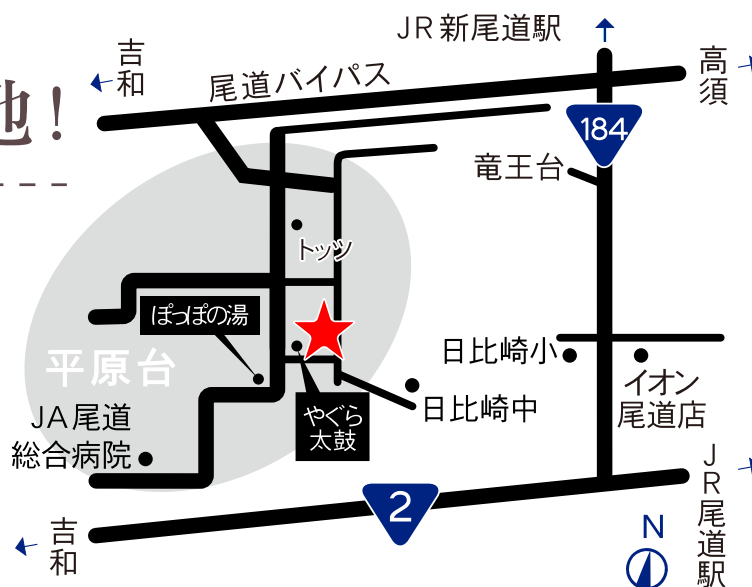 JR新尾道駅
吉和
尾道バイパス
高須
地!
184
竜王台
トッツ
ぽっぽの湯
平原台
日比崎小
イオン
尾道店
やぐら
太鼓
日比崎中
JA尾道
総合病院
2
吉和
N
JR尾道駅